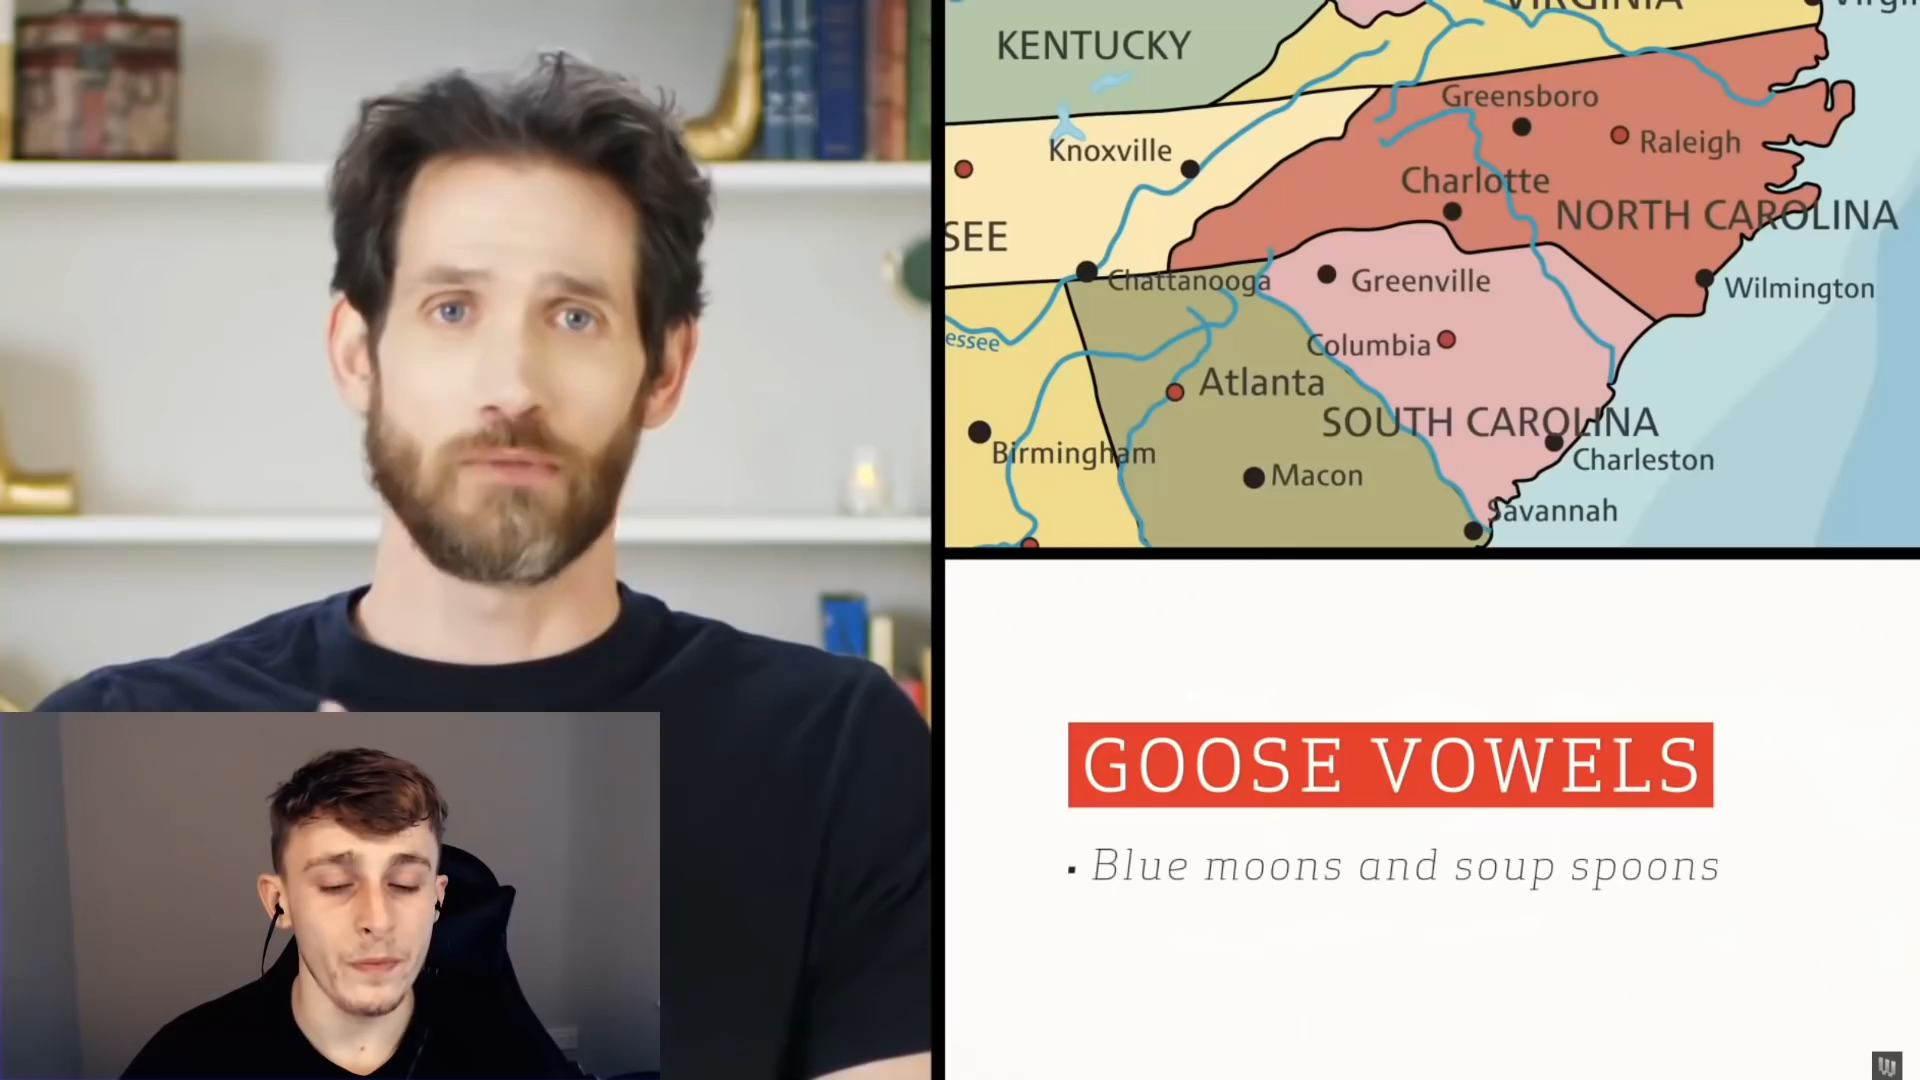 VIRGINIA
KENTUCKY
Greensboro
Raleigh
Knoxville
Charlotte
NORTH CAROLINA
SEE
Chattanooga
Greenville
Wilmington
essee
Columbia
Atlanta
SOUTH CAROLINA
Birmingham
Charleston
Macon
Savannah
GOOSE VOWELS
▪ Blue moons and soup spoons
W